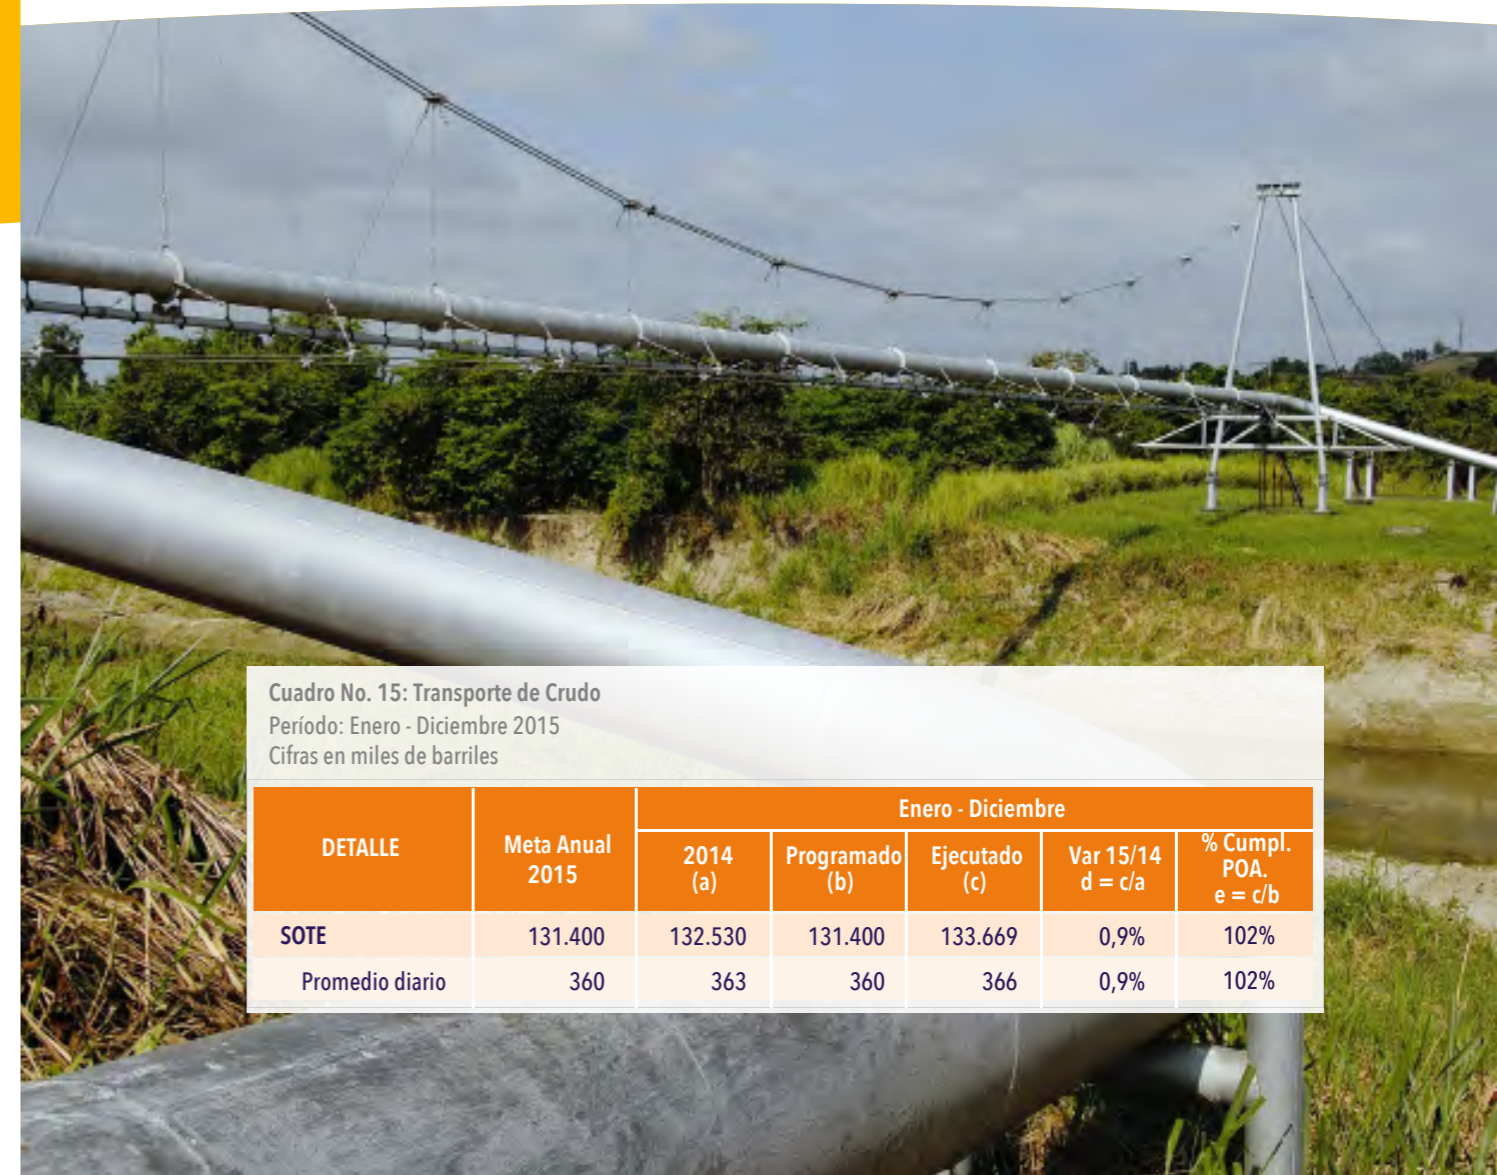 Cuadro No. 15: Transporte de Crudo
Período: Enero - Diciembre 2015
Cifras en miles de barriles
DETALLE
Meta Anual
2015
Enero - Diciembre
2014
(a)
Programado
(b)
Ejecutado
(c)
Var 15/14
d = c/a
% Cumpl.
POA.
e = c/b
SOTE 131.400 132.530 131.400 133.669 0,9% 102%
Promedio diario 360 363 360 366 0,9% 102%